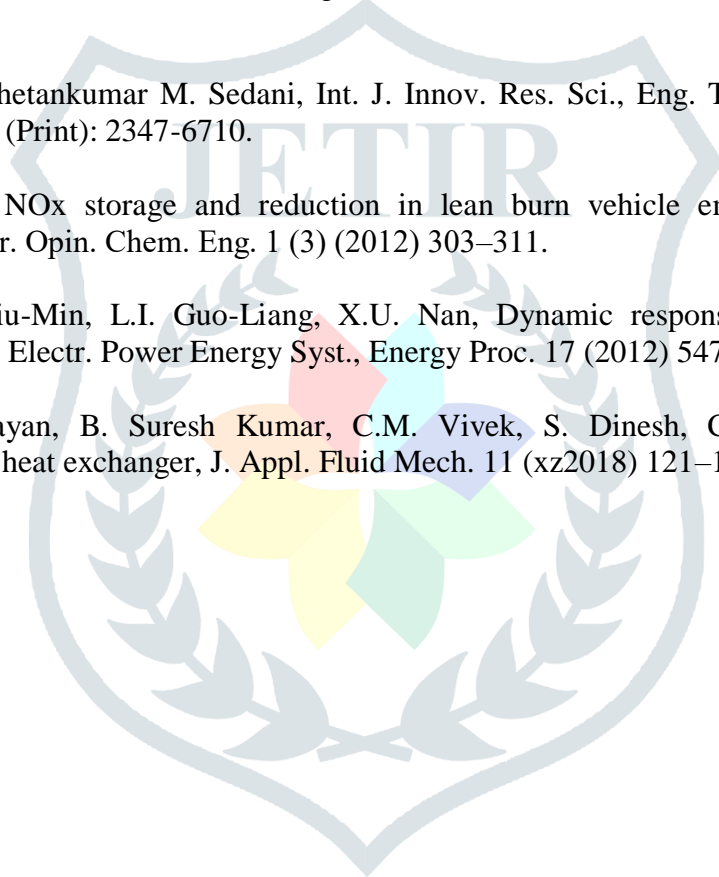 hetankumar M. Sedani, Int. J. Innov. Res. Sci., Eng. T
(Print): 2347-6710.
NOx storage and reduction in lean burn vehicle en
r. Opin. Chem. Eng. 1 (3) (2012) 303–311.
JETIR
iu-Min, L.I. Guo-Liang, X.U. Nan, Dynamic respons
Electr. Power Energy Syst., Energy Proc. 17 (2012) 547
ayan, B. Suresh Kumar, C.M. Vivek, S. Dinesh, C
heat exchanger, J. Appl. Fluid Mech. 11 (xz2018) 121–1